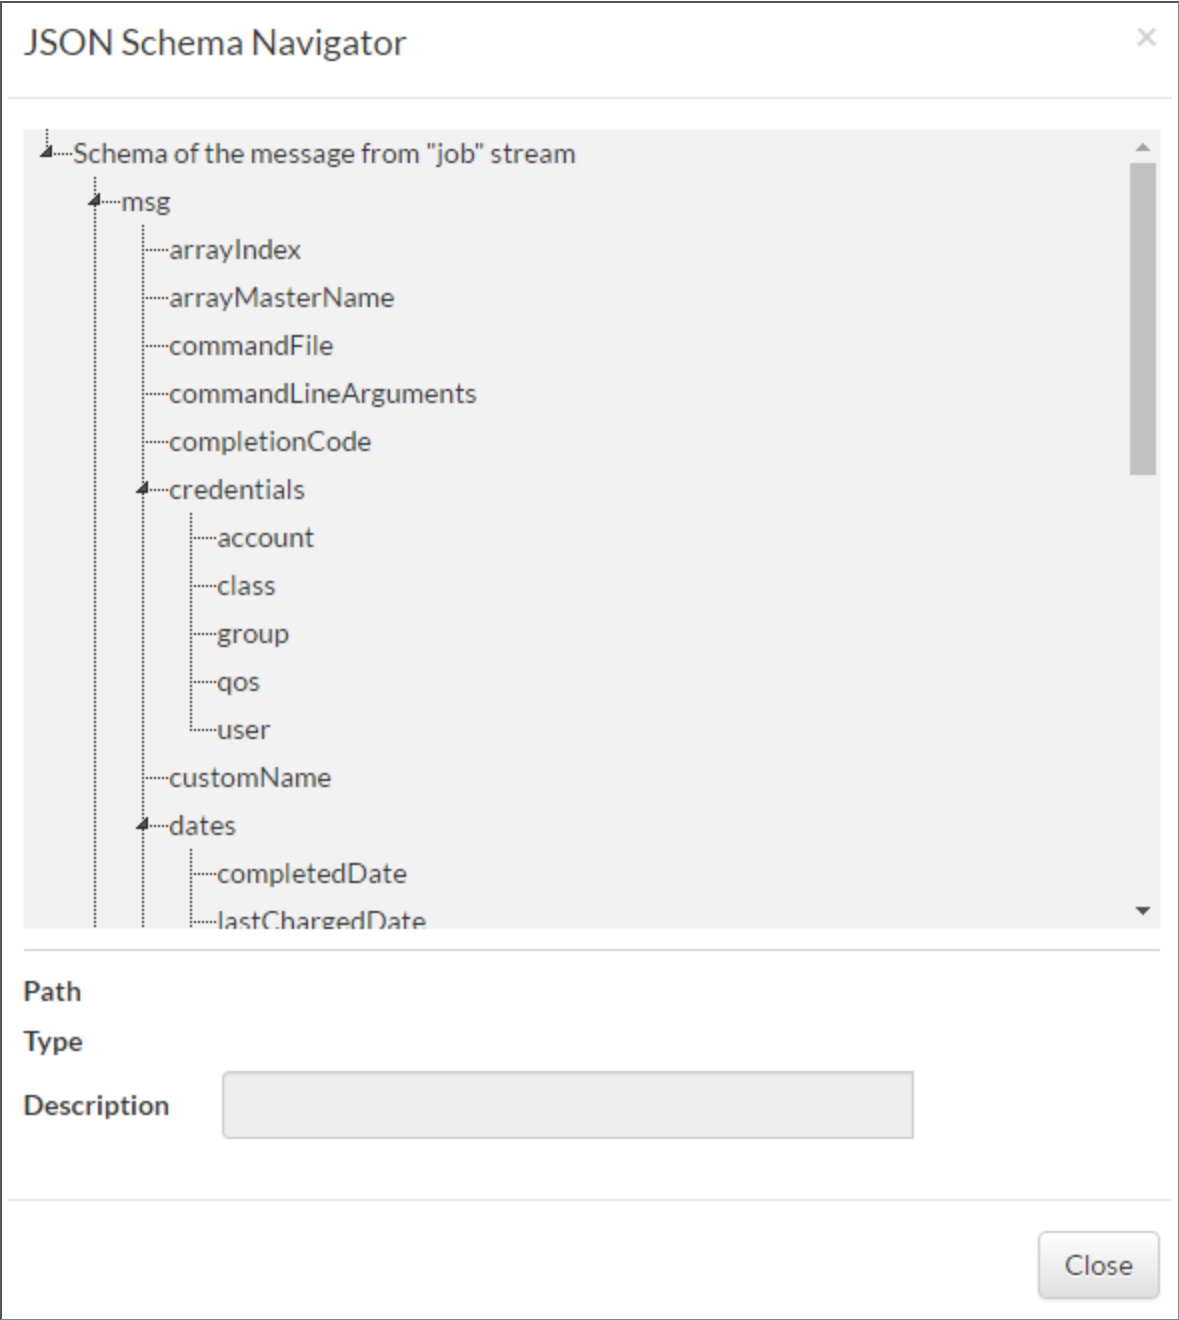 JSON Schema Navigator
×
Schema of the message from "job" stream
msg
arrayIndex
arrayMasterName
commandFile
commandLineArguments
completionCode
credentials
account
class
group
qos
user
customName
dates
completedDate
lastChargedDate
Path
Type
Description
Close